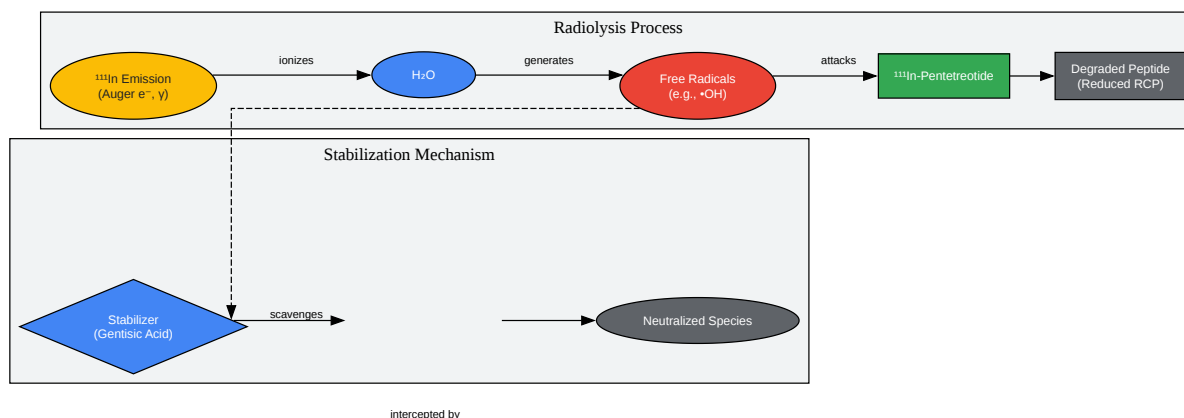 Radiolysis Process
¹¹¹In Emission
(Auger e⁻, γ)
ionizes
H₂O
generates
Free Radicals
(e.g., •OH)
attacks
¹¹¹In-Pentetreotide
Degraded Peptide
(Reduced RCP)
Stabilization Mechanism
Stabilizer
(Gentisic Acid)
scavenges
Neutralized Species
intercepted by